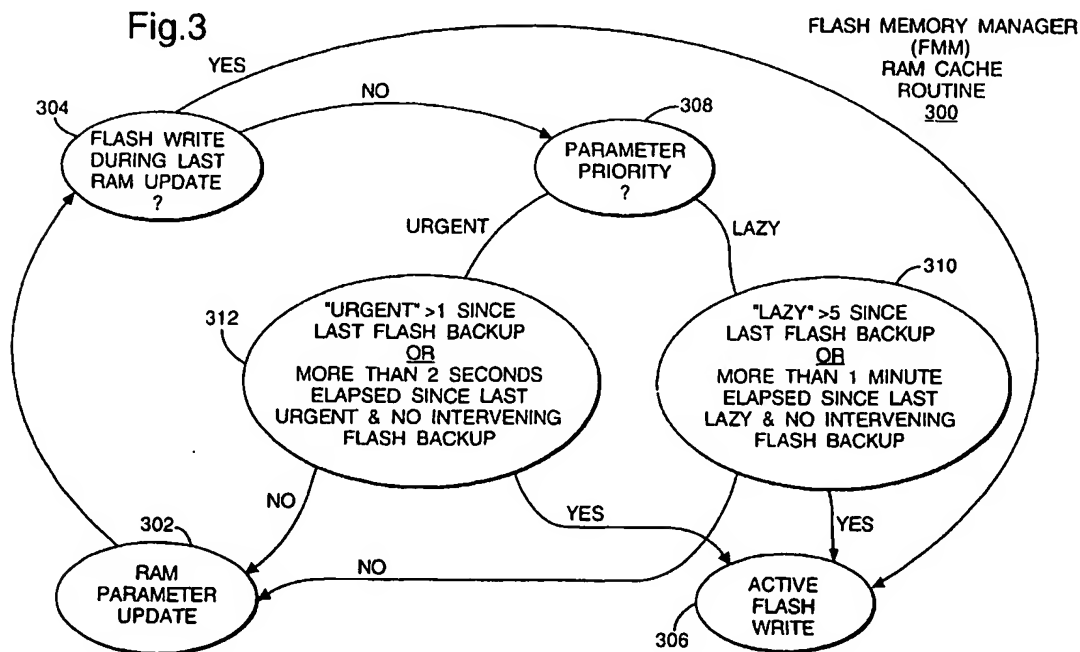 Fig.3
FLASH MEMORY MANAGER
(FMM)
RAM CACHE
ROUTINE
300
YES
NO
304
FLASH WRITE
DURING LAST
RAM UPDATE
?
308
PARAMETER
PRIORITY
?
URGENT
LAZY
312
"URGENT" >1 SINCE
LAST FLASH BACKUP
OR
MORE THAN 2 SECONDS
ELAPSED SINCE LAST
URGENT & NO INTERVENING
FLASH BACKUP
310
"LAZY" >5 SINCE
LAST FLASH BACKUP
OR
MORE THAN 1 MINUTE
ELAPSED SINCE LAST
LAZY & NO INTERVENING
FLASH BACKUP
NO
YES
NO
YES
302
RAM
PARAMETER
UPDATE
306
ACTIVE
FLASH
WRITE